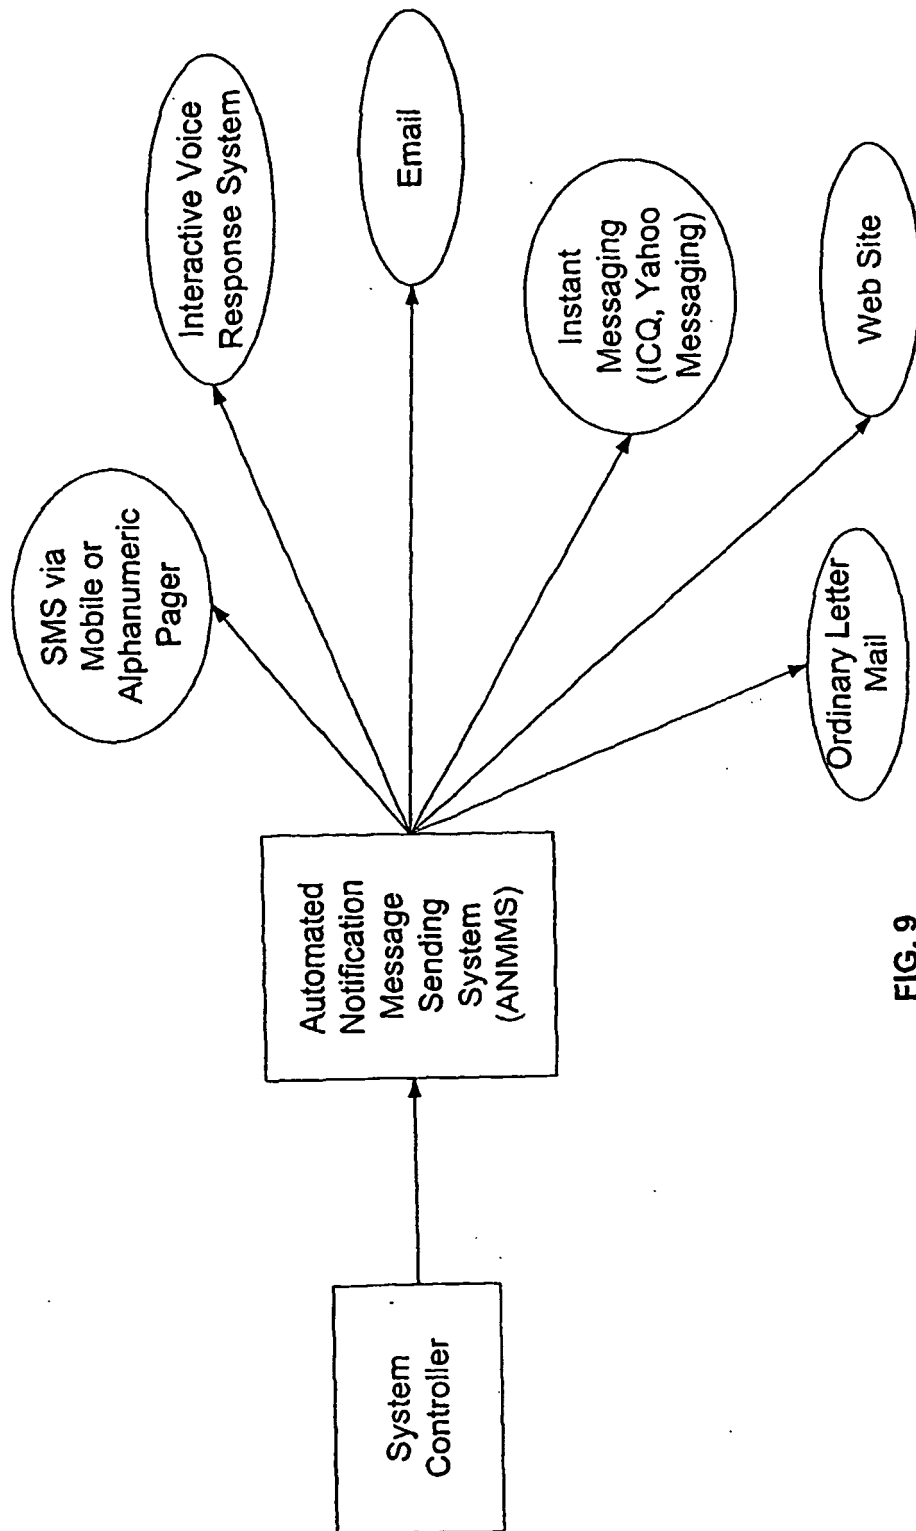 System
Controller
Automated
Notification
Message
Sending
System
(ANMMS)
SMS via
Mobile or
Alphanumeric
Pager
Interactive Voice
Response System
Email
Instant
Messaging
(ICQ, Yahoo
Messaging)
Web Site
Ordinary Letter
Mail
FIG. 9